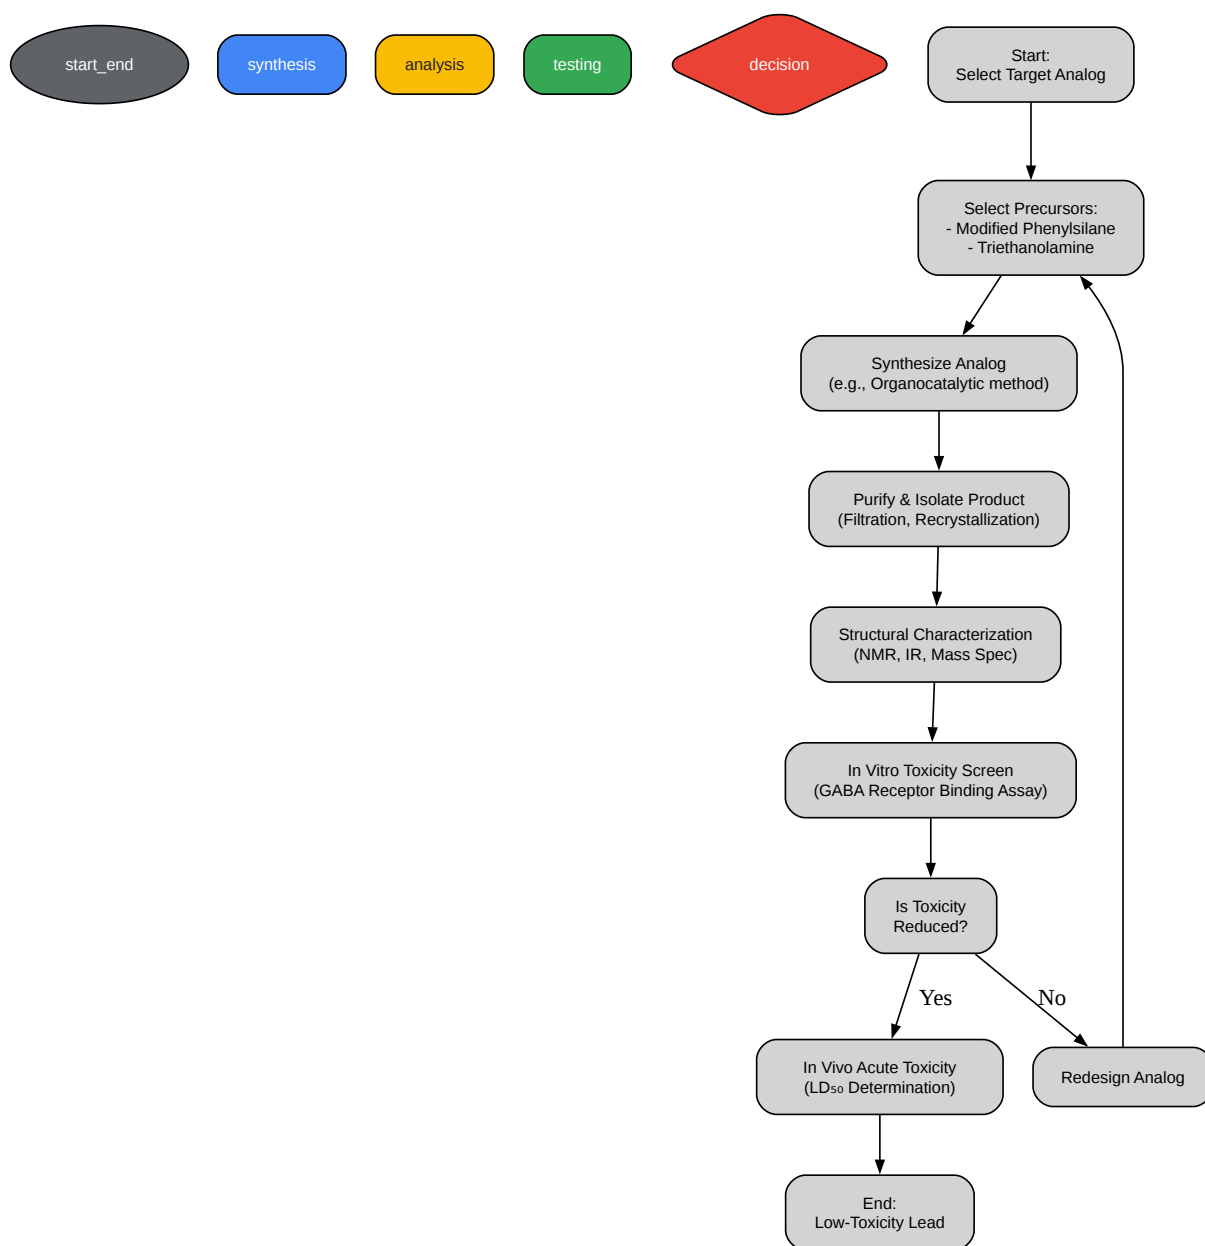 start_end
synthesis
analysis
testing
decision
Start:
Select Target Analog
Select Precursors:
- Modified Phenylsilane
- Triethanolamine
Synthesize Analog
(e.g., Organocatalytic method)
Purify & Isolate Product
(Filtration, Recrystallization)
Structural Characterization
(NMR, IR, Mass Spec)
In Vitro Toxicity Screen
(GABA Receptor Binding Assay)
Is Toxicity
Reduced?
Yes
No
In Vivo Acute Toxicity
(LD₅₀ Determination)
Redesign Analog
End:
Low-Toxicity Lead